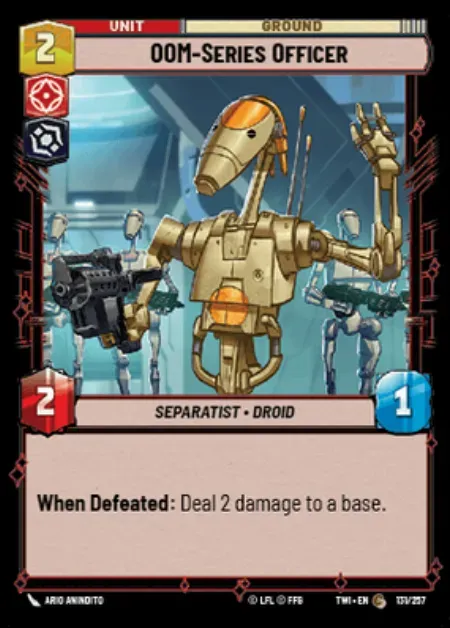 UNIT GROUND
2 OOM-SERIES OFFICER
2 SEPARATIST • DROID 1
When Defeated: Deal 2 damage to a base.
ARIO ANINDITO © LFL © FFG TWI • EN C 131/257